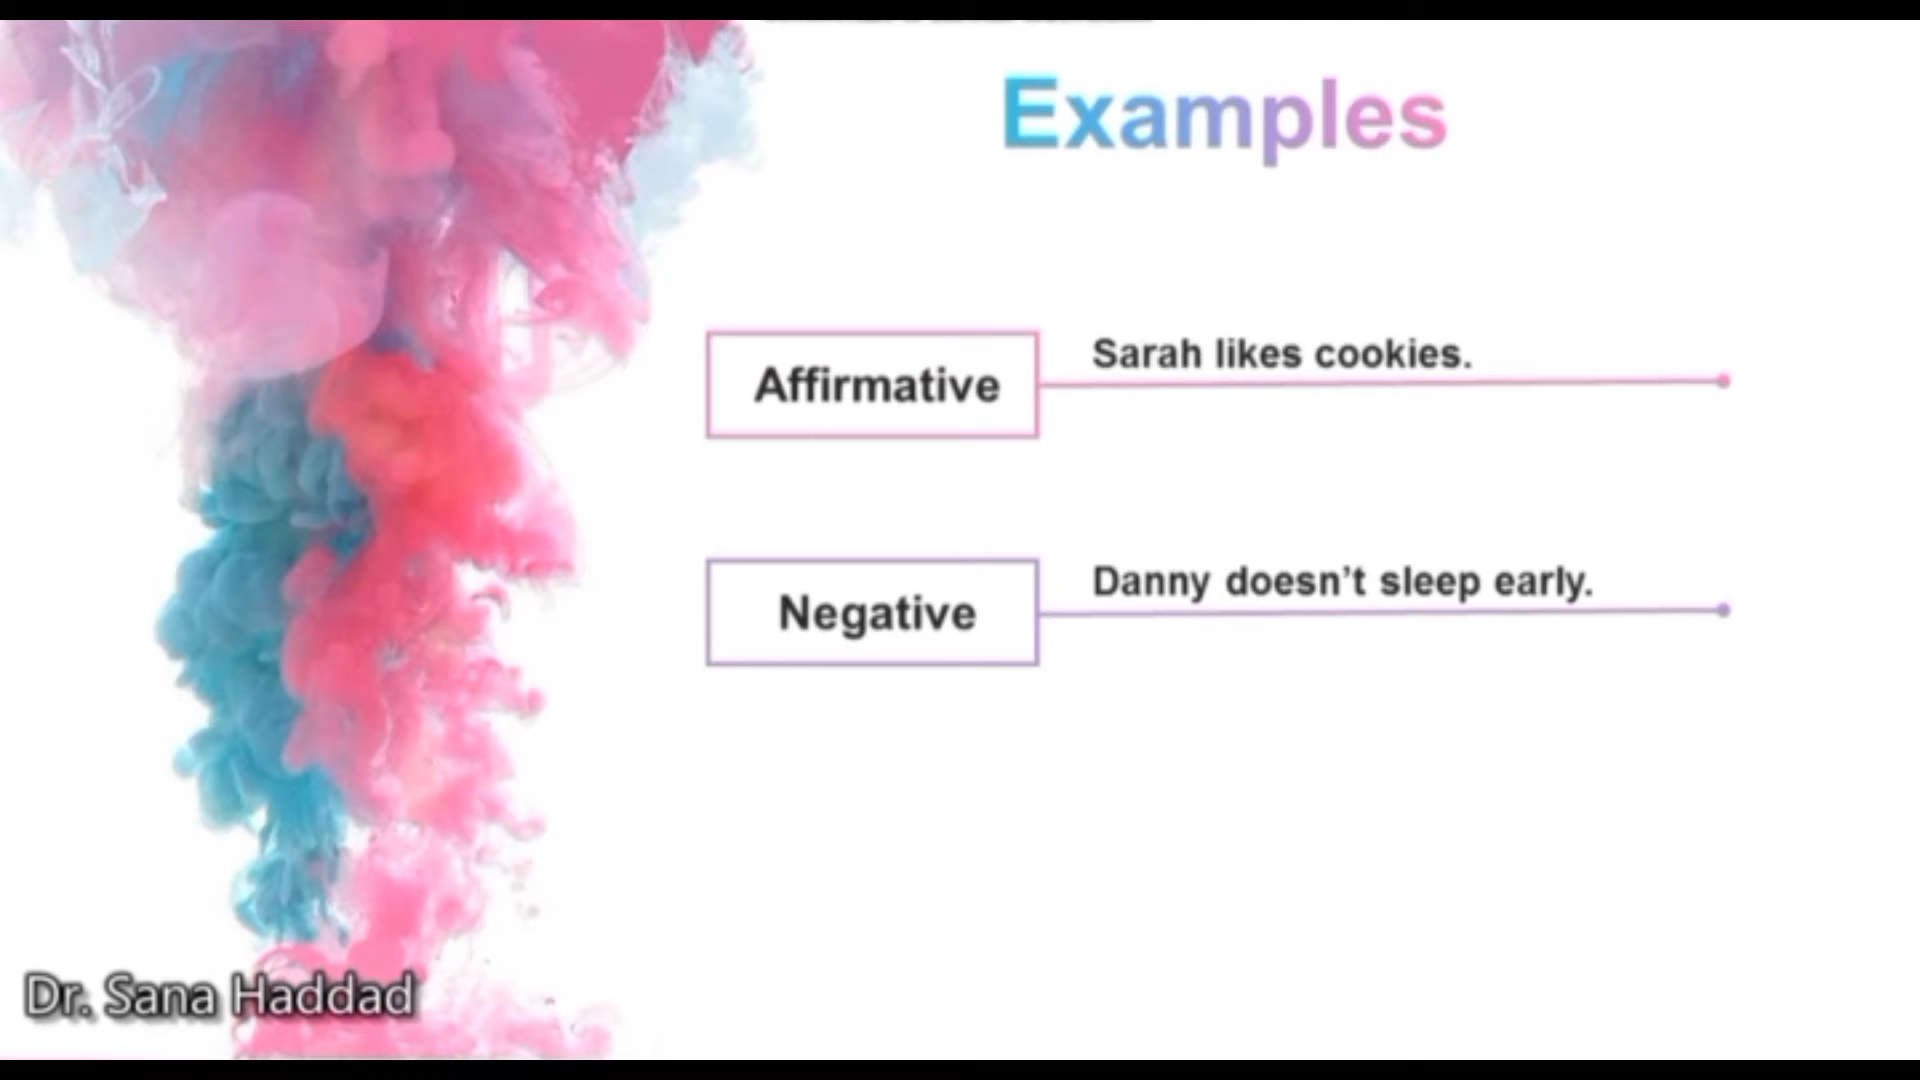 Examples
Affirmative
Sarah likes cookies.
Negative
Danny doesn’t sleep early.
Dr. Sana Haddad